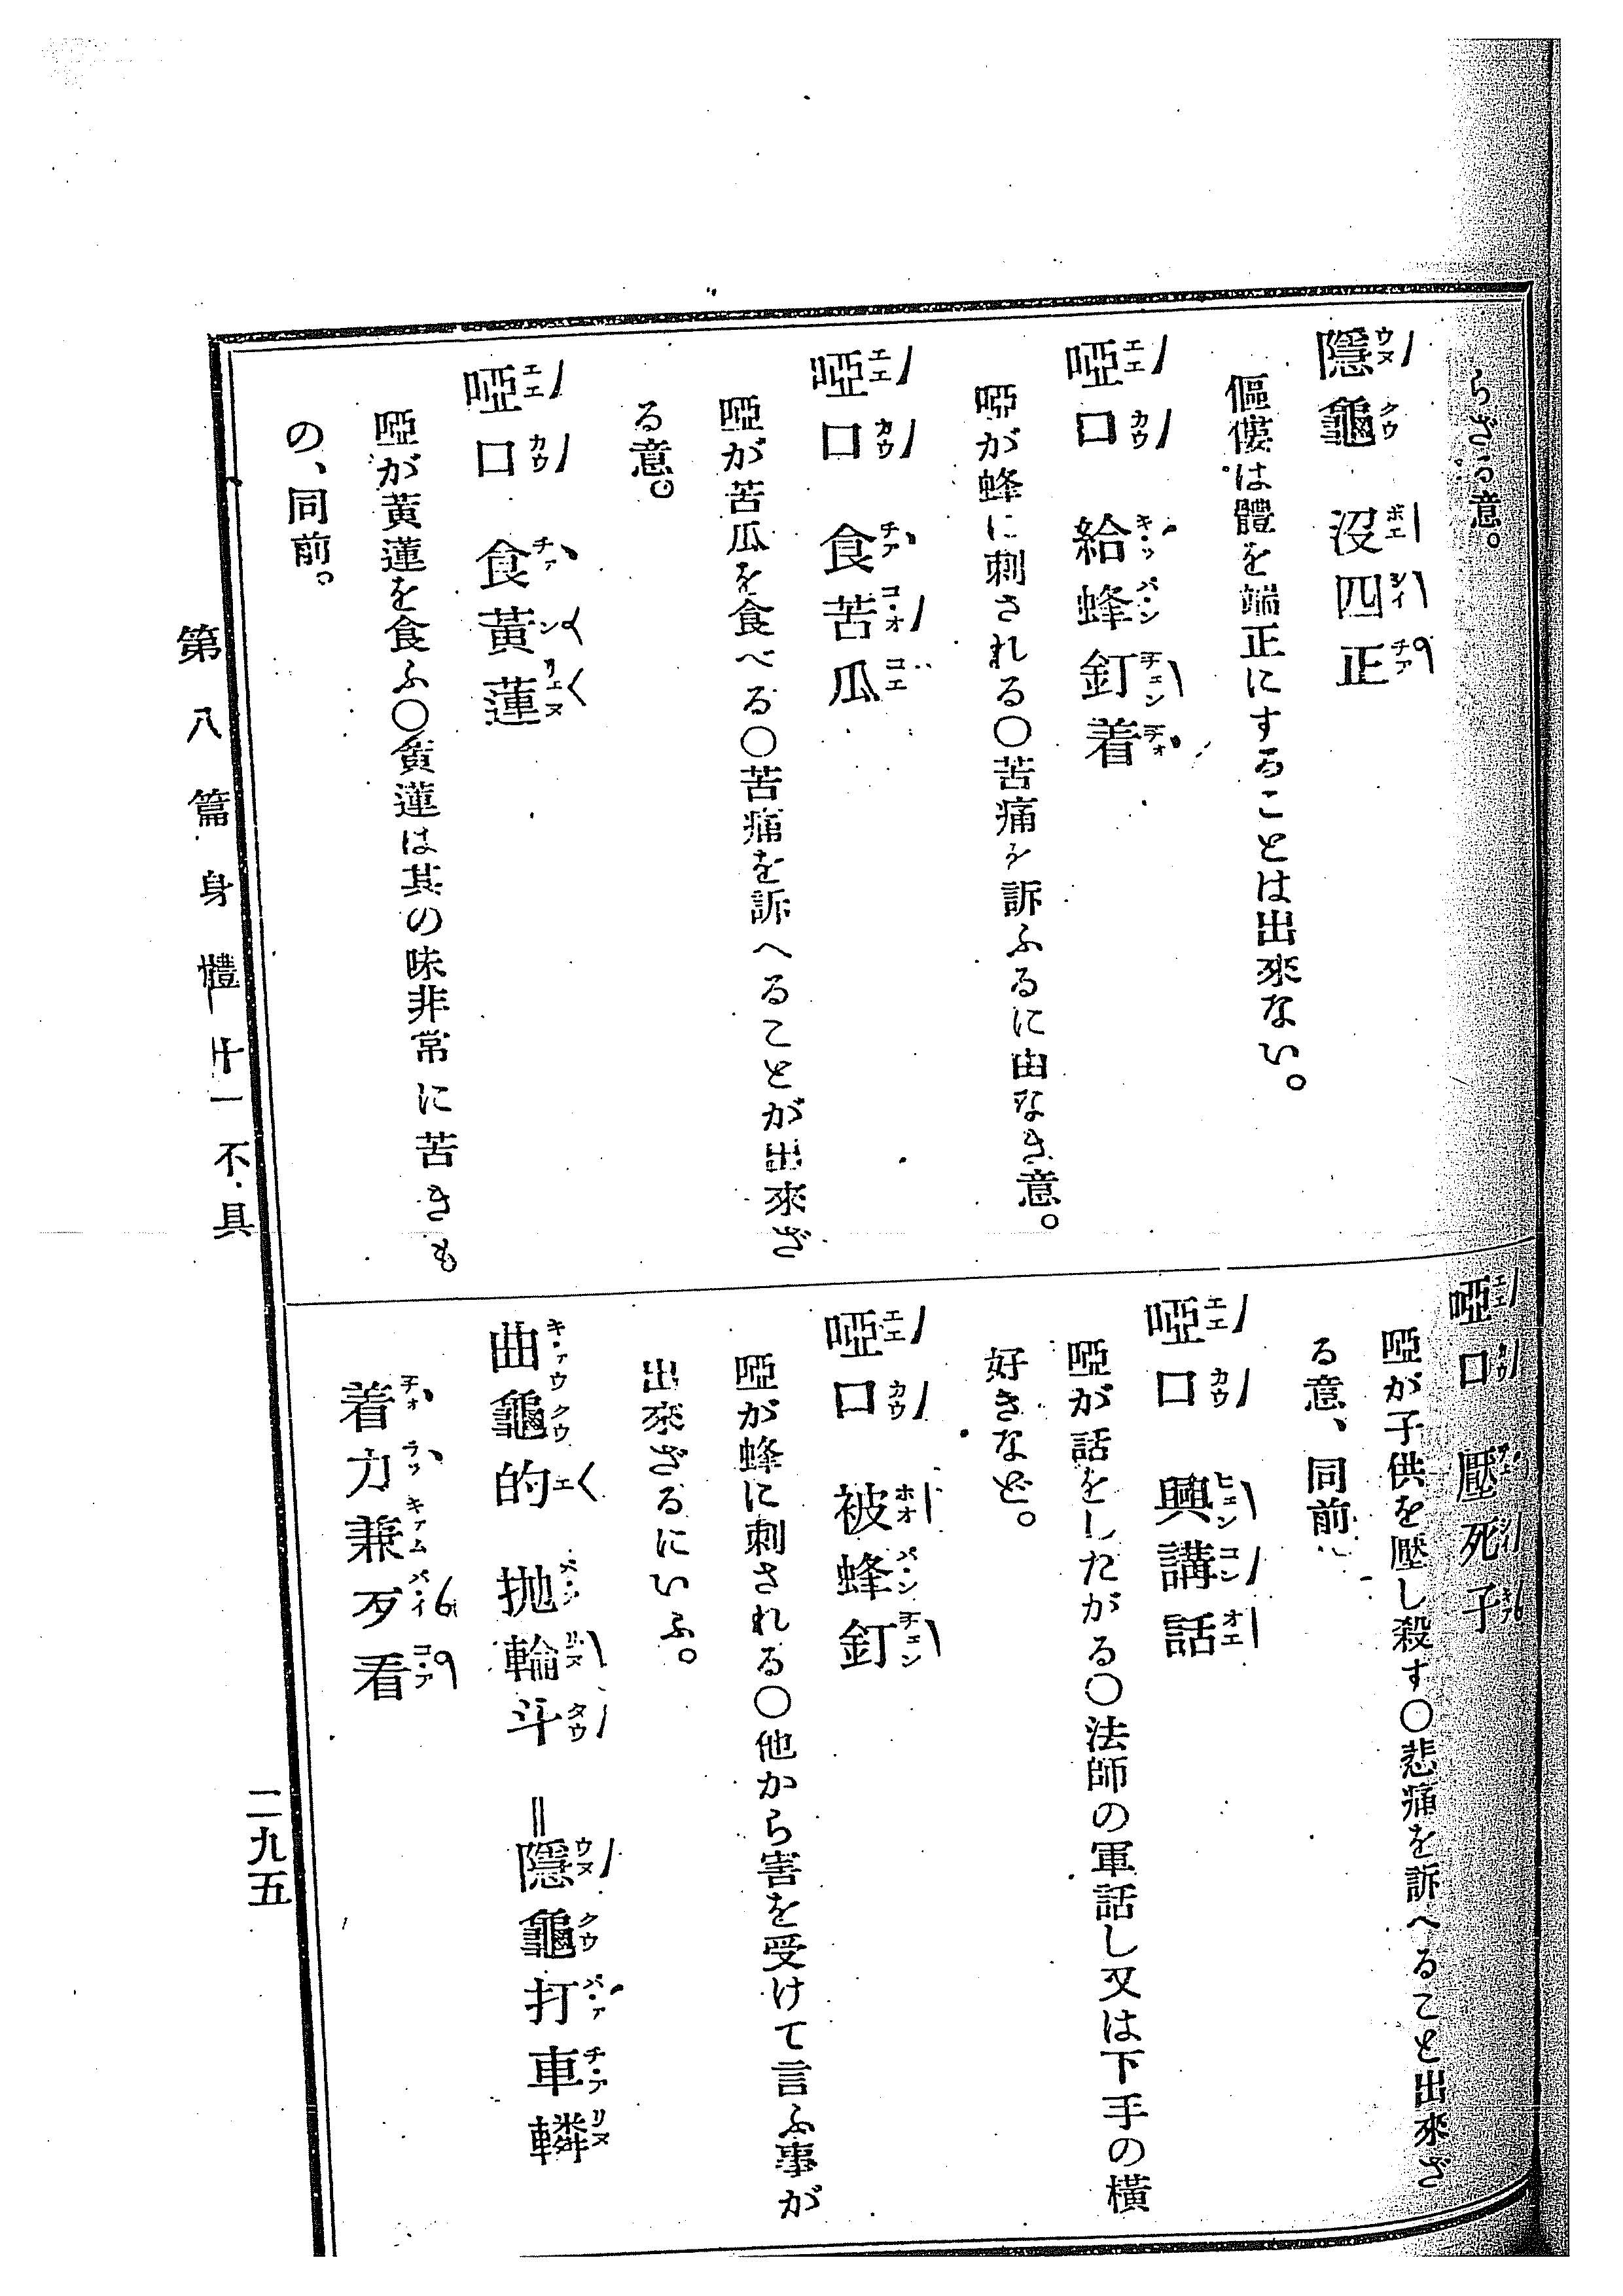 らざる意。
隱龜 沒四正
傴僂は體を端正にすることは出來ない。
啞口 給蜂釘着
啞が蜂に刺される〇苦痛を訴ふるに由なき意。
啞口 食苦瓜
啞が苦瓜を食べる〇苦痛を訴へることが出來ざ
る意。
啞口 食黃蓮
啞が黄蓮を食ふ〇黄蓮は其の味非常に苦きも
の、同前。
啞口 壓死子
啞が子供を壓し殺す〇悲痛を訴へること出來ざ
る意、同前。
啞口 興講話
啞が話をしたがる〇法師の軍話し又は下手の橫
好きなど。
啞口 被蜂釘
啞が蜂に刺される〇他から害を受けて言ふ事が
出來ざるにいふ。
曲龜的 抛輪斗 ‖隱龜打車轔
着力兼歹看
第八篇 身體 十一 不具
二九五